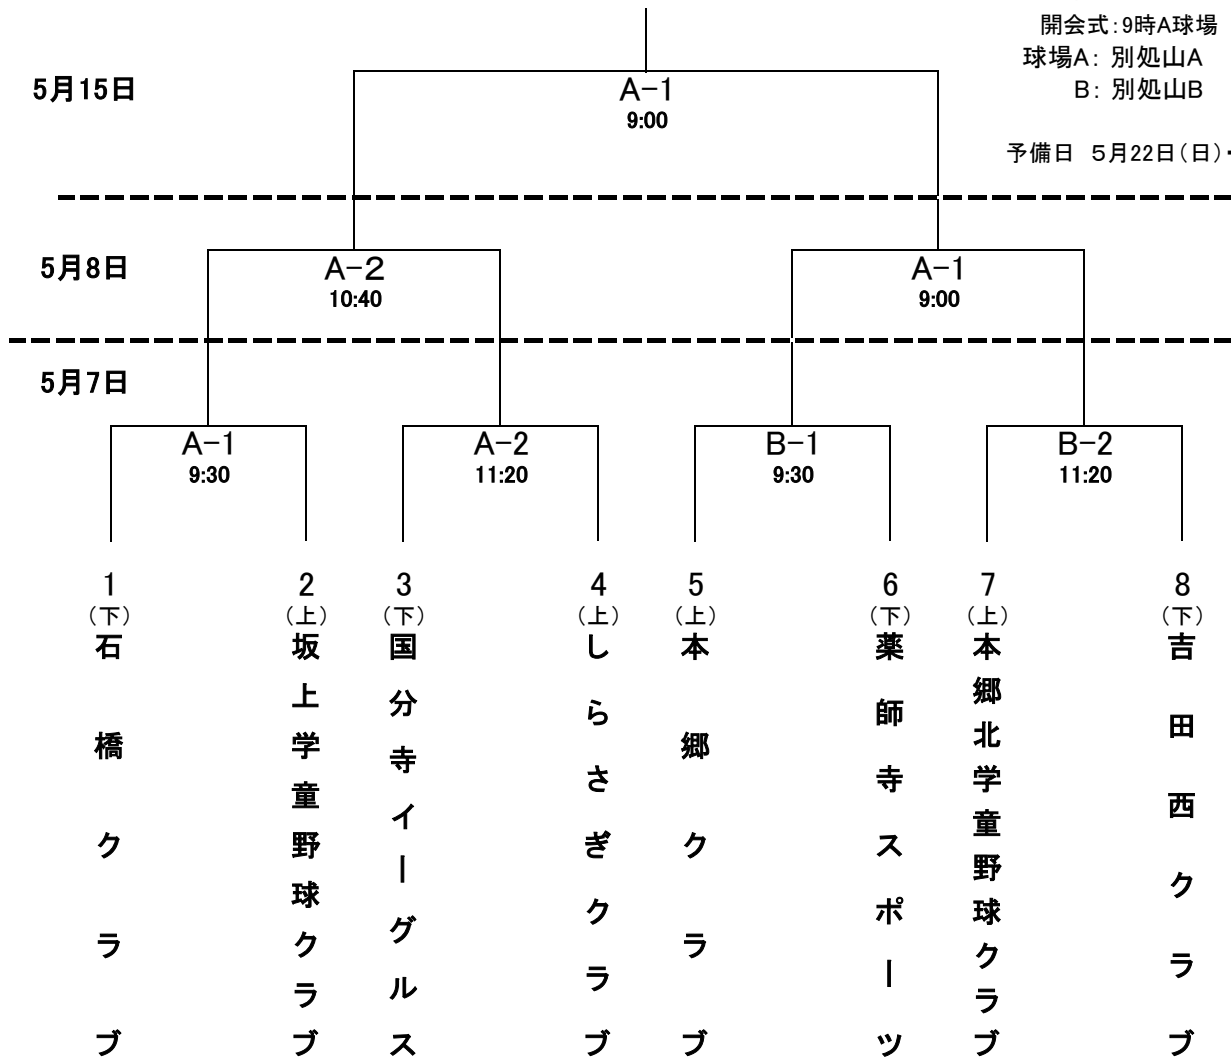 開会式：9時A球場
球場A： 別処山A
B： 別処山B
5月15日
A-1
9:00
予備日 5月22日（日）・
5月8日
A-2
10:40
A-1
9:00
5月7日
A-1
9:30
A-2
11:20
B-1
9:30
B-2
11:20
1
（下）
石橋クラブ
2
（上）
坂上学童野球クラブ
3
（下）
国分寺イーグルス
4
（上）
しらさぎクラブ
5
（上）
本郷クラブ
6
（下）
薬師寺スポーツ
7
（上）
本郷北学童野球クラブ
8
（下）
吉田西クラブ